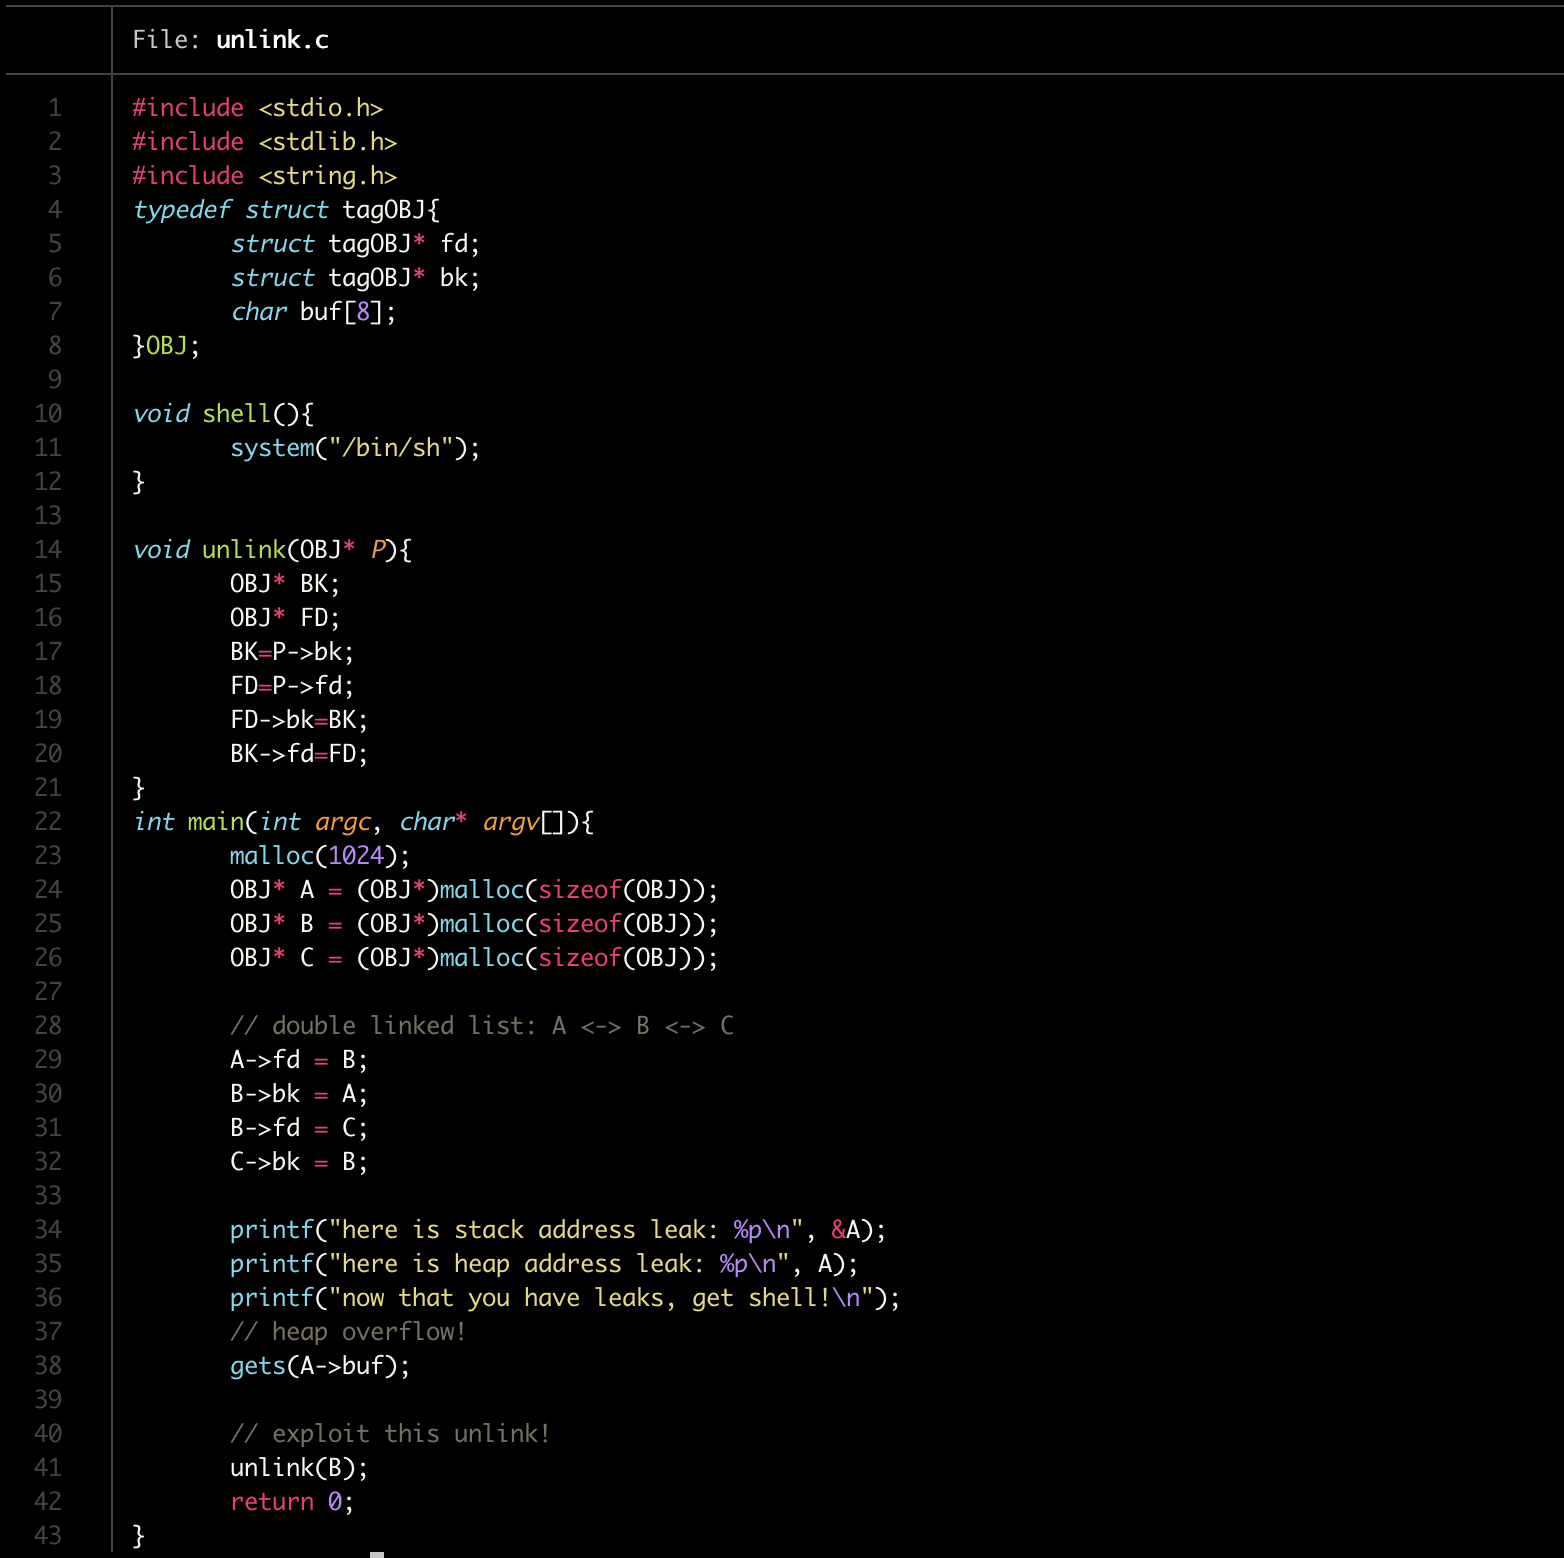 File: unlink.c
1 #include <stdio.h>
2 #include <stdlib.h>
3 #include <string.h>
4 typedef struct tagOBJ{
5 struct tagOBJ* fd;
6 struct tagOBJ* bk;
7 char buf[8];
8 }OBJ;
9
10 void shell(){
11 system("/bin/sh");
12 }
13
14 void unlink(OBJ* P){
15 OBJ* BK;
16 OBJ* FD;
17 BK=P->bk;
18 FD=P->fd;
19 FD->bk=BK;
20 BK->fd=FD;
21 }
22 int main(int argc, char* argv[]){
23 malloc(1024);
24 OBJ* A = (OBJ*)malloc(sizeof(OBJ));
25 OBJ* B = (OBJ*)malloc(sizeof(OBJ));
26 OBJ* C = (OBJ*)malloc(sizeof(OBJ));
27
28 // double linked list: A <-> B <-> C
29 A->fd = B;
30 B->bk = A;
31 B->fd = C;
32 C->bk = B;
33
34 printf("here is stack address leak: %p\n", &A);
35 printf("here is heap address leak: %p\n", A);
36 printf("now that you have leaks, get shell!\n");
37 // heap overflow!
38 gets(A->buf);
39
40 // exploit this unlink!
41 unlink(B);
42 return 0;
43 }